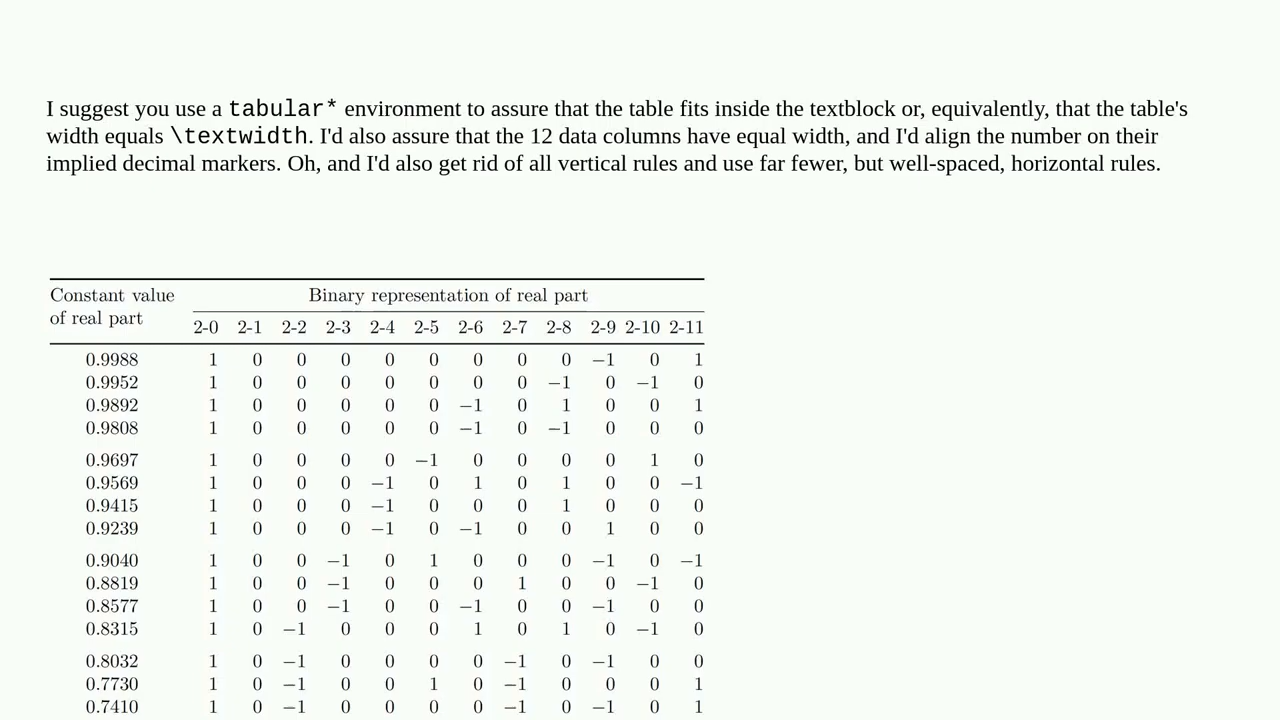 I suggest you use a tabular* environment to assure that the table fits inside the textblock or, equivalently, that the table's
width equals \textwidth. I'd also assure that the 12 data columns have equal width, and I'd align the number on their
implied decimal markers. Oh, and I'd also get rid of all vertical rules and use far fewer, but well-spaced, horizontal rules.
Constant value Binary representation of real part
of real part
2-0 2-1 2-2 2-3 2-4 2-5 2-6 2-7 2-8 2-9 2-10 2-11
0.9988 1 0 0 0 0 0 0 0 0 −1 0 1
0.9952 1 0 0 0 0 0 0 0 −1 0 −1 0
0.9892 1 0 0 0 0 0 −1 0 1 0 0 1
0.9808 1 0 0 0 0 0 −1 0 −1 0 0 0
0.9697 1 0 0 0 0 −1 0 0 0 0 1 0
0.9569 1 0 0 0 −1 0 1 0 1 0 0 −1
0.9415 1 0 0 0 −1 0 0 0 1 0 0 0
0.9239 1 0 0 0 −1 0 −1 0 0 1 0 0
0.9040 1 0 0 −1 0 1 0 0 0 −1 0 −1
0.8819 1 0 0 −1 0 0 0 1 0 0 −1 0
0.8577 1 0 0 −1 0 0 −1 0 0 −1 0 0
0.8315 1 0 −1 0 0 0 1 0 1 0 −1 0
0.8032 1 0 −1 0 0 0 0 −1 0 −1 0 0
0.7730 1 0 −1 0 0 1 0 −1 0 0 0 1
0.7410 1 0 −1 0 0 0 0 −1 0 −1 0 1